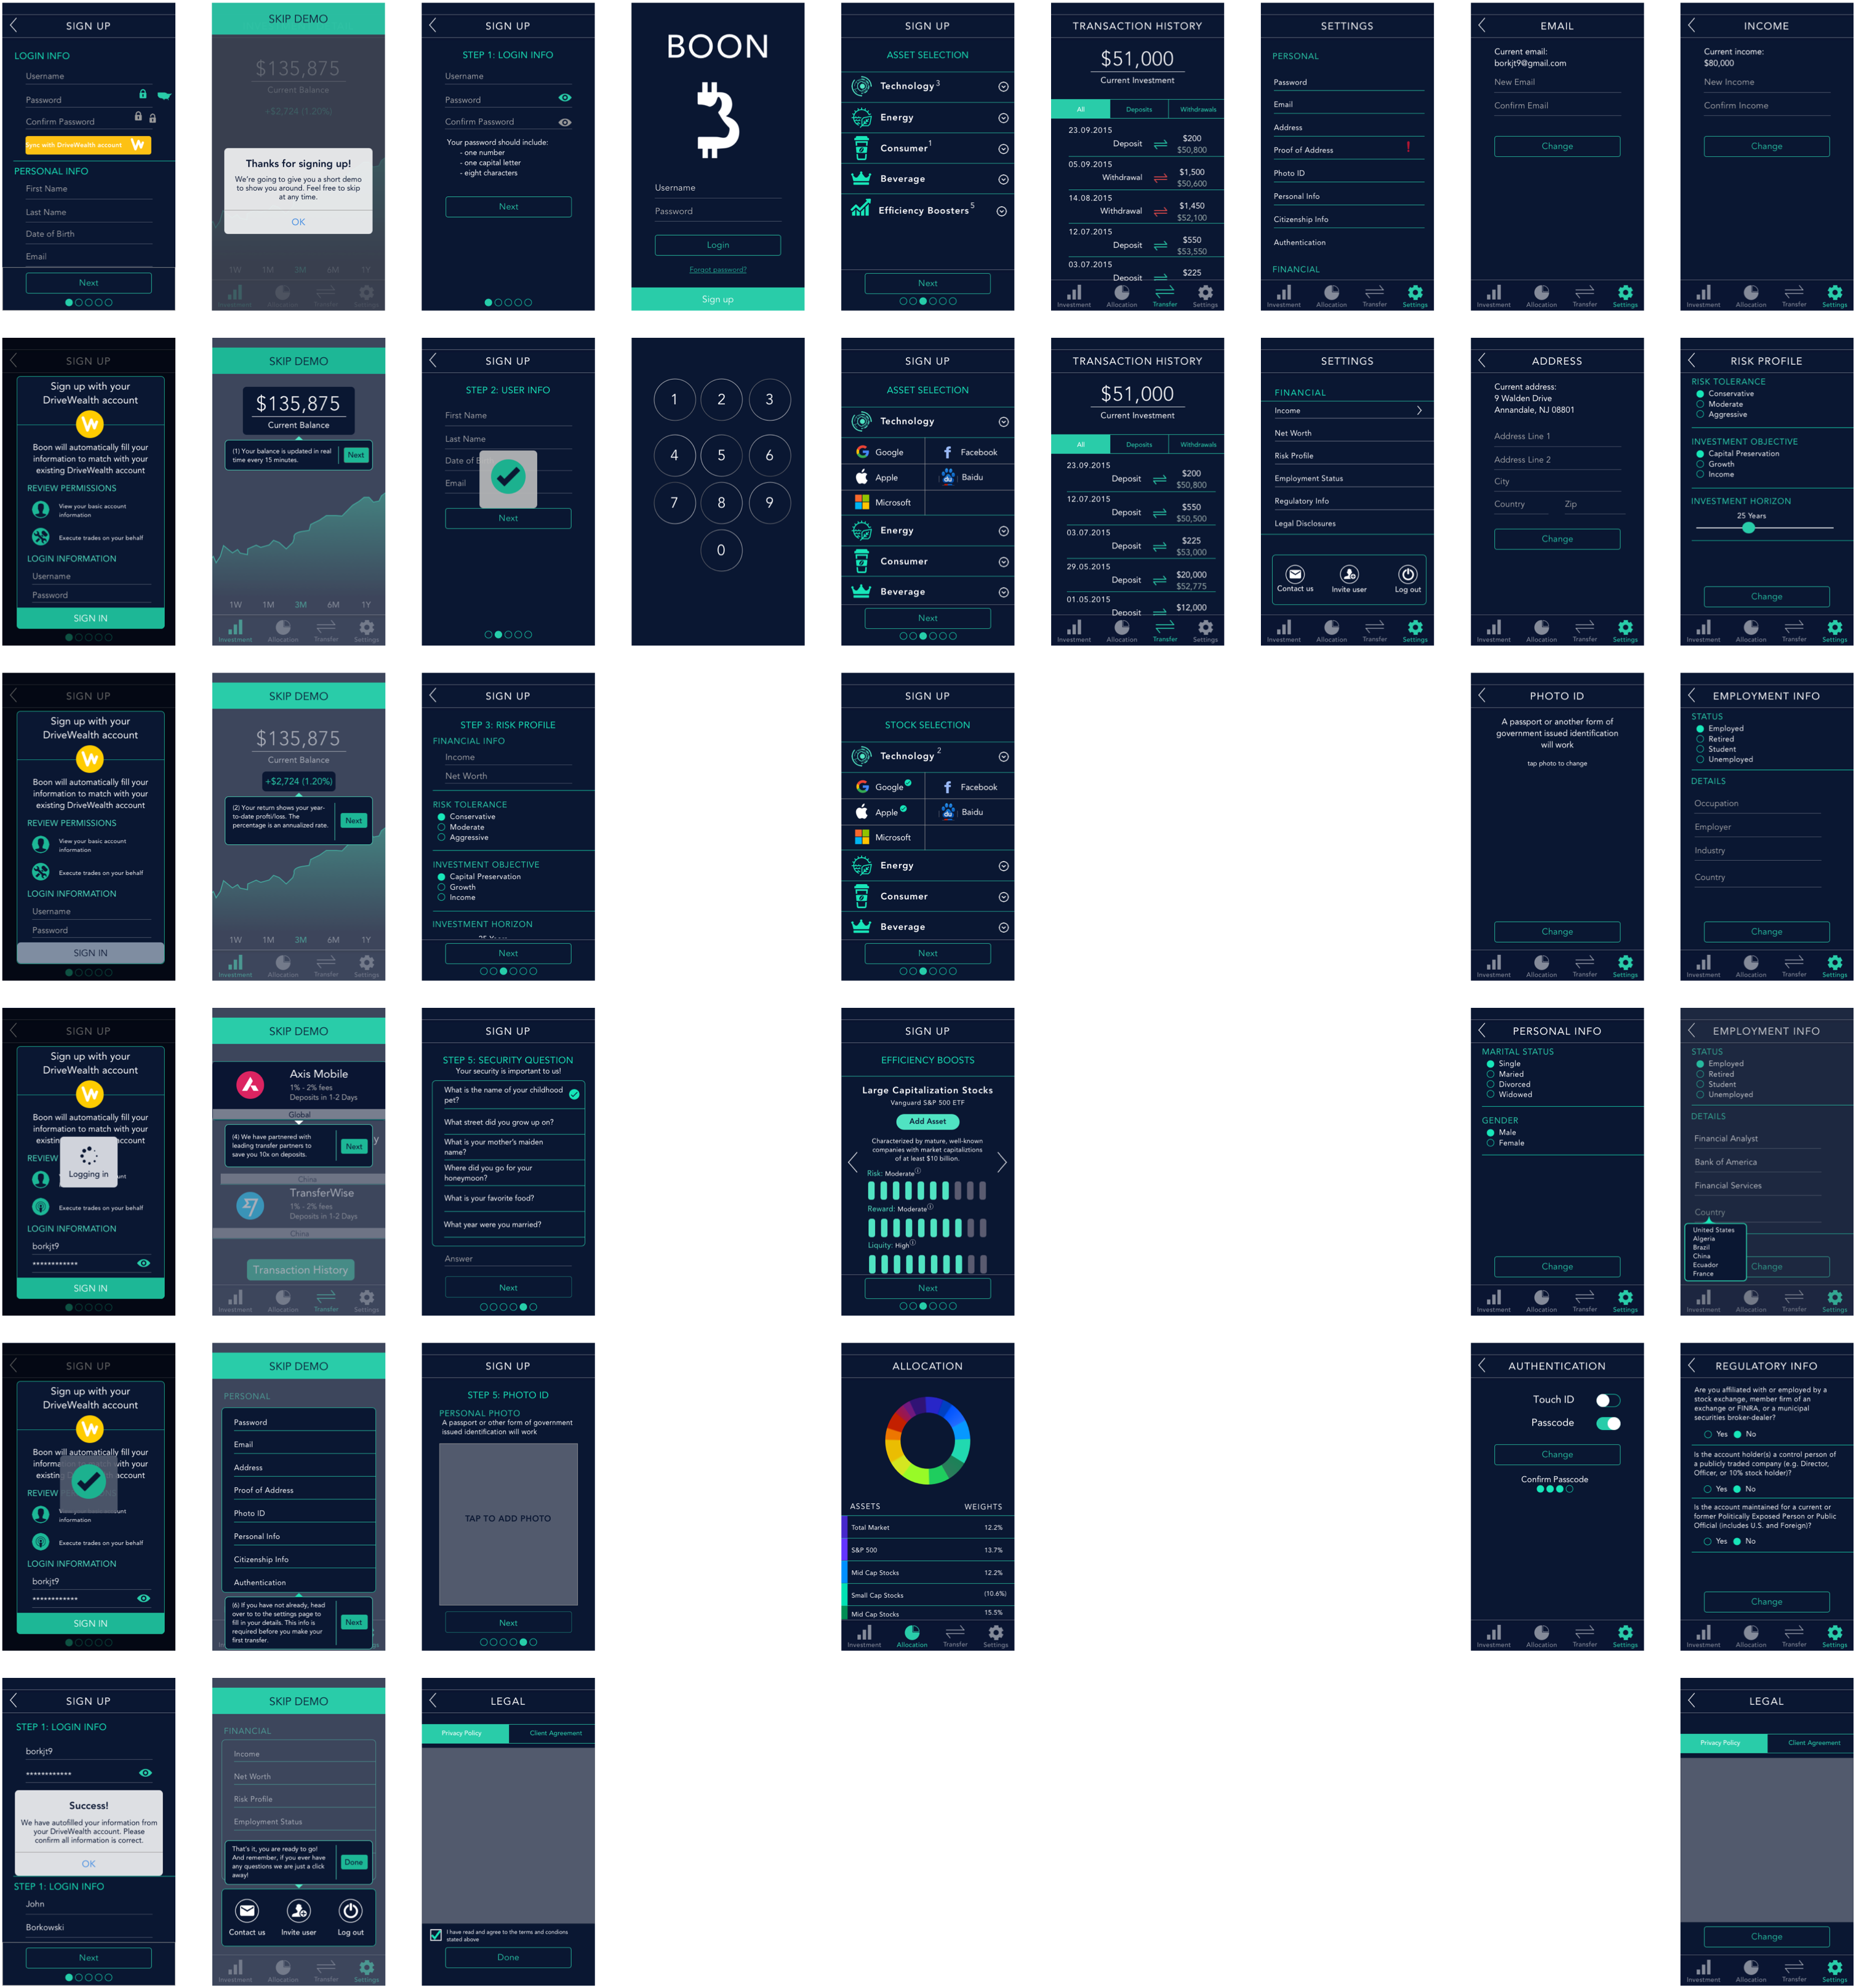 SIGN UP
LOGIN INFO
Username
Password
Confirm Password
Sync with DriveWealth account
PERSONAL INFO
First Name
Last Name
Date of Birth
Email
Next
SKIP DEMO
$135,875
Current Balance
+$2,724 (1.20%)
Thanks for signing up!
We're going to give you a short demo
to show you around. Feel free to skip
at any time.
OK
1W 1M 3M 6M 1Y
Investment Allocation Transfer Settings
SIGN UP
STEP 1: LOGIN INFO
Username
Password
Confirm Password
Your password should include:
- one number
- one capital letter
- eight characters
Next
BOON
Username
Password
Login
Forgot password?
Sign up
SIGN UP
ASSET SELECTION
Technology 3
Energy
Consumer 1
Beverage
Efficiency Boosters 5
Next
TRANSACTION HISTORY
$51,000
Current Investment
All Deposits Withdrawals
23.09.2015
Deposit $200
$50,800
05.09.2015
Withdrawal $1,500
$50,600
14.08.2015
Withdrawal $1,450
$52,100
12.07.2015
Deposit $550
$53,550
03.07.2015
Deposit $225
Investment Allocation Transfer Settings
SETTINGS
PERSONAL
Password
Email
Address
Proof of Address !
Photo ID
Personal Info
Citizenship Info
Authentication
FINANCIAL
Investment Allocation Transfer Settings
EMAIL
Current email:
borkjt9@gmail.com
New Email
Confirm Email
Change
Investment Allocation Transfer Settings
INCOME
Current income:
$80,000
New Income
Confirm Income
Change
Investment Allocation Transfer Settings
SIGN UP
Sign up with your
DriveWealth account
Boon will automatically fill your
information to match with your
existing DriveWealth account
REVIEW PERMISSIONS
View your basic account
information
Execute trades on your behalf
LOGIN INFORMATION
Username
Password
SIGN IN
SKIP DEMO
$135,875
Current Balance
(1) Your balance is updated in real
time every 15 minutes.
Next
1W 1M 3M 6M 1Y
Investment Allocation Transfer Settings
SIGN UP
STEP 2: USER INFO
First Name
Last Name
Date of B
Email
Next
1 2 3
4 5 6
7 8 9
0
SIGN UP
ASSET SELECTION
Technology
Google Facebook
Apple Baidu
Microsoft
Energy
Consumer
Beverage
Next
TRANSACTION HISTORY
$51,000
Current Investment
All Deposits Withdrawals
23.09.2015
Deposit $200
$50,800
12.07.2015
Deposit $550
$50,500
03.07.2015
Deposit $225
$53,000
29.05.2015
Deposit $20,000
$52,775
01.05.2015
Deposit $12,000
Investment Allocation Transfer Settings
SETTINGS
FINANCIAL
Income
Net Worth
Risk Profile
Employment Status
Regulatory Info
Legal Disclosures
Contact us Invite user Log out
Investment Allocation Transfer Settings
ADDRESS
Current address:
9 Walden Drive
Annandale, NJ 08801
Address Line 1
Address Line 2
City
Country Zip
Change
Investment Allocation Transfer Settings
RISK PROFILE
RISK TOLERANCE
Conservative
Moderate
Aggressive
INVESTMENT OBJECTIVE
Capital Preservation
Growth
Income
INVESTMENT HORIZON
25 Years
Change
Investment Allocation Transfer Settings
SIGN UP
Sign up with your
DriveWealth account
Boon will automatically fill your
information to match with your
existing DriveWealth account
REVIEW PERMISSIONS
View your basic account
information
Execute trades on your behalf
LOGIN INFORMATION
Username
Password
SIGN IN
SKIP DEMO
$135,875
Current Balance
+$2,724 (1.20%)
(2) Your return shows your year-
to-date profti/loss. The
percentage is an annualized rate.
Next
1W 1M 3M 6M 1Y
Investment Allocation Transfer Settings
SIGN UP
STEP 3: RISK PROFILE
FINANCIAL INFO
Income
Net Worth
RISK TOLERANCE
Conservative
Moderate
Aggressive
INVESTMENT OBJECTIVE
Capital Preservation
Growth
Income
INVESTMENT HORIZON
Next
SIGN UP
STOCK SELECTION
Technology 2
Google Facebook
Apple Baidu
Microsoft
Energy
Consumer
Beverage
Next
PHOTO ID
A passport or another form of
government issued identification
will work
tap photo to change
Change
Investment Allocation Transfer Settings
EMPLOYMENT INFO
STATUS
Employed
Retired
Student
Unemployed
DETAILS
Occupation
Employer
Industry
Country
Change
Investment Allocation Transfer Settings
SIGN UP
Sign up with your
DriveWealth account
Boon will automatically fill your
information to match with your
existin account
REVIEW
Logging in
Execute trades on your behalf
LOGIN INFORMATION
borkjt9
************
SIGN IN
SKIP DEMO
Axis Mobile
1% - 2% fees
Deposits in 1-2 Days
Global
(4) We have partnered with
leading transfer partners to
save you 10x on deposits.
Next
y
China
TransferWise
1% - 2% fees
Deposits in 1-2 Days
China
Transaction History
Investment Allocation Transfer Settings
SIGN UP
STEP 5: SECURITY QUESTION
Your security is important to us!
What is the name of your childhood
pet?
What street did you grow up on?
What is your mother's maiden
name?
Where did you go for your
honeymoon?
What is your favorite food?
What year were you married?
Answer
Next
SIGN UP
EFFICIENCY BOOSTS
Large Capitalization Stocks
Vanguard S&P 500 ETF
Add Asset
Characterized by mature, well-known
companies with market capitaliztions
of at least $10 billion.
Risk: Moderate
Reward: Moderate
Liquity: High
Next
PERSONAL INFO
MARITAL STATUS
Single
Maried
Divorced
Widowed
GENDER
Male
Female
Change
Investment Allocation Transfer Settings
EMPLOYMENT INFO
STATUS
Employed
Retired
Student
Unemployed
DETAILS
Financial Analyst
Bank of America
Financial Services
Country
United States
Algeria
Brazil
China
Ecuador
France
Change
Investment Allocation Transfer Settings
SIGN UP
Sign up with your
DriveWealth account
Boon will automatically fill your
informa with your
existin account
REVIEW
information
Execute trades on your behalf
LOGIN INFORMATION
borkjt9
************
SIGN IN
SKIP DEMO
PERSONAL
Password
Email
Address
Proof of Address
Photo ID
Personal Info
Citizenship Info
Authentication
(6) If you have not already, head
over to to the settings page to
fill in your details. This info is
required before you make your
first transfer.
Next
SIGN UP
STEP 5: PHOTO ID
PERSONAL PHOTO
A passport or other form of government
issued identification will work
TAP TO ADD PHOTO
Next
ALLOCATION
ASSETS WEIGHTS
Total Market 12.2%
S&P 500 13.7%
Mid Cap Stocks 12.2%
Small Cap Stocks (10.6%)
Mid Cap Stocks 15.5%
Investment Allocation Transfer Settings
AUTHENTICATION
Touch ID
Passcode
Change
Confirm Passcode
Investment Allocation Transfer Settings
REGULATORY INFO
Are you affiliated with or employed by a
stock exchange, member firm of an
exchange or FINRA, or a municipal
securities broker-dealer?
Yes No
Is the account holder(s) a control person of
a publicly traded company (e.g. Director,
Officer, or 10% stock holder)?
Yes No
Is the account maintained for a current or
former Politically Exposed Person or Public
Official (includes U.S. and Foreign)?
Yes No
Change
Investment Allocation Transfer Settings
SIGN UP
STEP 1: LOGIN INFO
borkjt9
************
Success!
We have autofilled your information from
your DriveWealth account. Please
confirm all information is correct.
OK
STEP 1: LOGIN INFO
John
Borkowski
Next
SKIP DEMO
FINANCIAL
Income
Net Worth
Risk Profile
Employment Status
That's it, you are ready to go!
And remember, if you ever have
any questions we are just a click
away!
Done
Contact us Invite user Log out
Investment Allocation Transfer Settings
LEGAL
Privacy Policy Client Agreement
I have read and agree to the terms and condions
stated above
Done
LEGAL
Privacy Policy Client Agreement
Change
Investment Allocation Transfer Settings